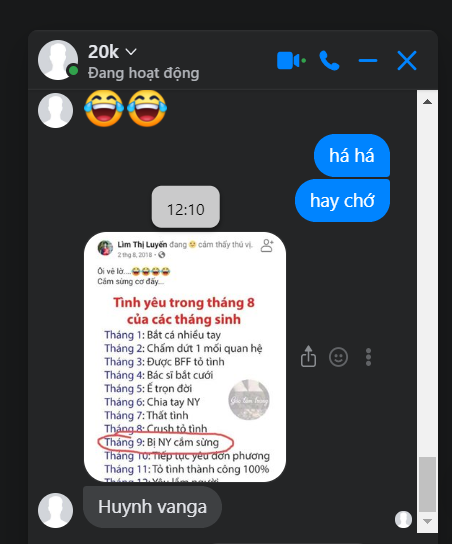 20k
Đang hoạt động
há há
hay chớ
12:10
Lìm Thị Luyến đang cảm thấy thú vị.
2 thg 8, 2018
Ôi vê lờ....
Cắm sừng cơ đấy...
Tình yêu trong tháng 8
của các tháng sinh
Tháng 1: Bắt cá nhiều tay
Tháng 2: Chấm dứt 1 mối quan hệ
Tháng 3: Được BFF tỏ tình
Tháng 4: Bác sĩ bắt cưới
Tháng 5: Ế trọn đời
Tháng 6: Chia tay NY
Tháng 7: Thất tình
Tháng 8: Crush tỏ tình
Tháng 9: Bị NY cắm sừng
Tháng 10: Tiếp tục yêu đơn phương
Tháng 11: Tỏ tình thành công 100%
Tháng 12: Yêu lầm người
Huynh vanga